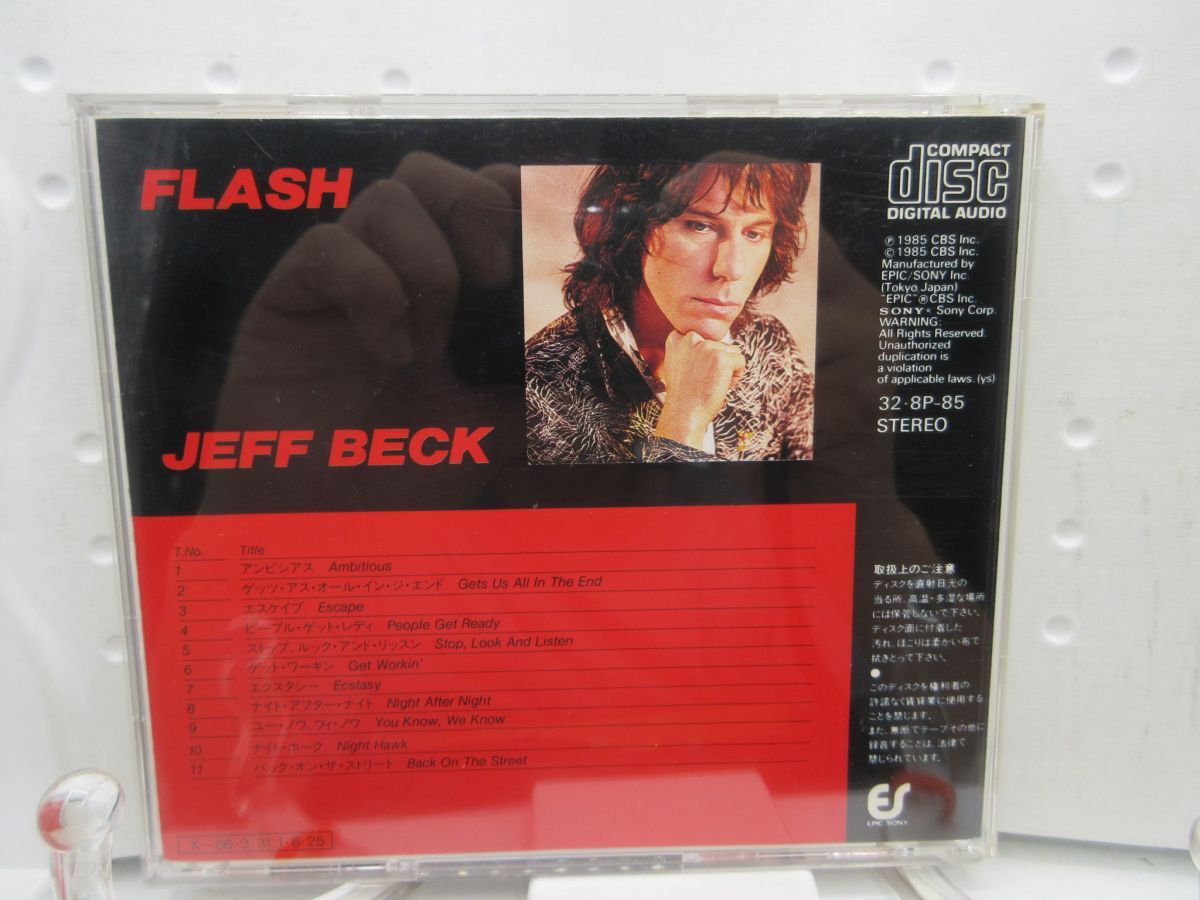 FLASH
JEFF BECK
COMPACT
disc
DIGITAL AUDIO
Ⓟ 1985 CBS Inc.
© 1985 CBS Inc.
Manufactured by
EPIC/SONY Inc.
(Tokyo Japan)
"EPIC"® CBS Inc.
SONY® Sony Corp.
WARNING:
All Rights Reserved.
Unauthorized
duplication is
a violation
of applicable laws. (ys)
32・8P-85
STEREO
T.No. Title
1 アンビシアス Ambitious
2 ゲッツ・アス・オール・イン・ジ・エンド Gets Us All In The End
3 エスケイプ Escape
4 ピープル・ゲット・レディ People Get Ready
5 ストップ、ルック・アンド・リッスン Stop, Look And Listen
6 ゲット・ワーキン Get Workin'
7 エクスタシー Ecstasy
8 ナイト・アフター・ナイト Night After Night
9 ユー・ノウ、ウィ・ノウ You Know, We Know
10 ナイト・ホーク Night Hawk
11 バック・オン・ザ・ストリート Back On The Street
X-86・3・31 I・8・25
取扱上のご注意
ディスクを直射日光の
当る所、高温・多湿な場所
には保管しないで下さい。
ディスク面に付着した
汚れ、ほこりは柔かい布で
拭きとって下さい。
●
このディスクを権利者の
許諾なく賃貸業に使用する
ことを禁じます。
また、無断でテープその他に
録音することは、法律で
禁じられています。
ES
EPIC SONY